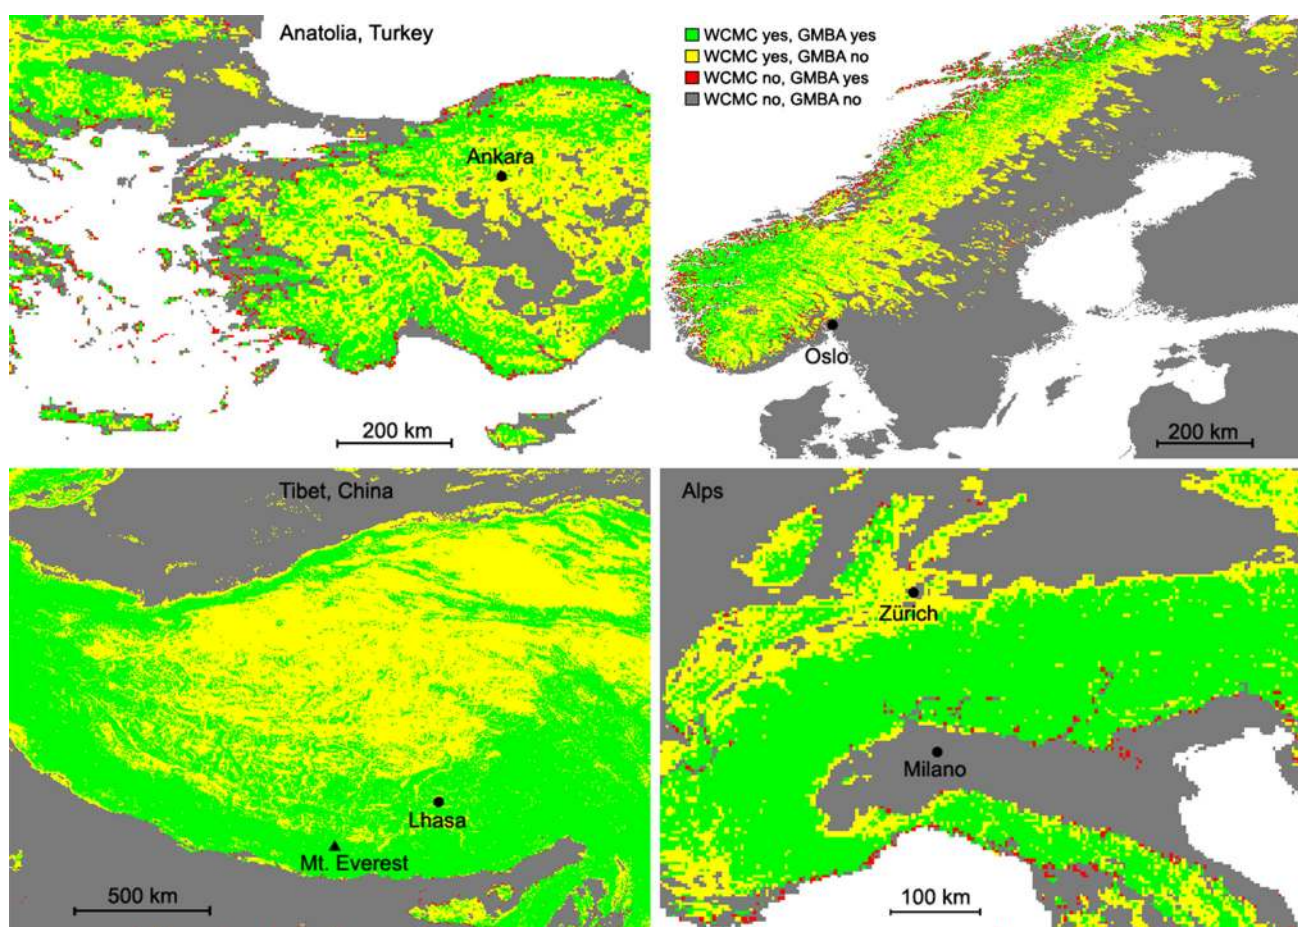 Anatolia, Turkey
Ankara
200 km
WCMC yes, GMBA yes
WCMC yes, GMBA no
WCMC no, GMBA yes
WCMC no, GMBA no
Oslo
200 km
Tibet, China
Lhasa
Mt. Everest
500 km
Alps
Zürich
Milano
100 km